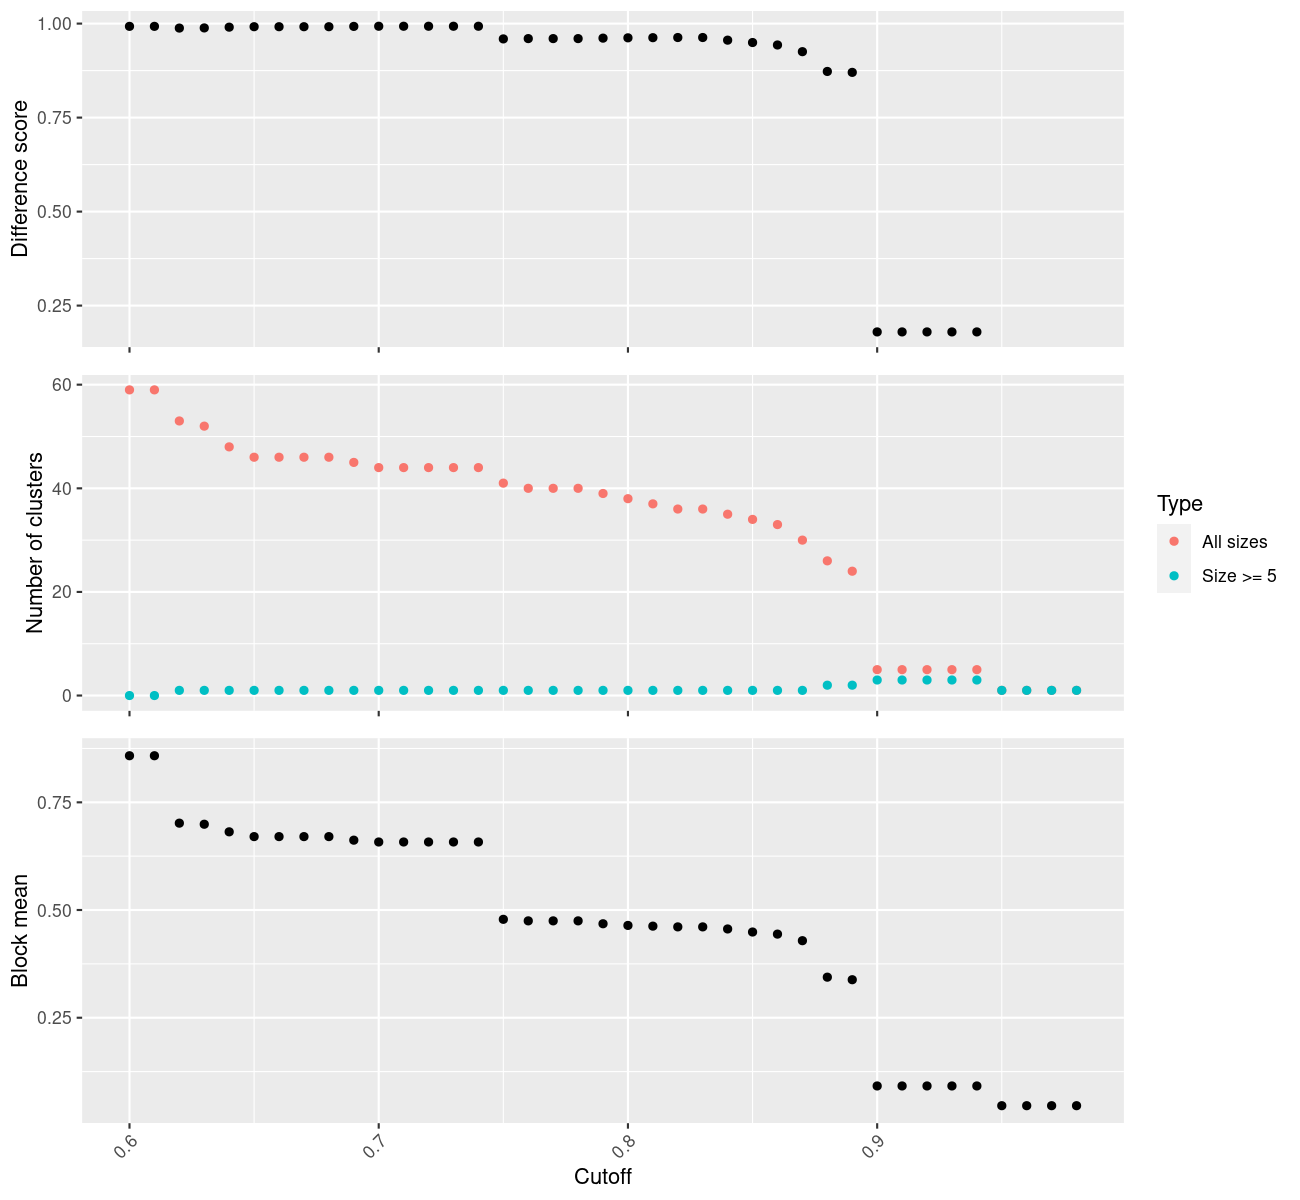 1.00
0.75
0.50
0.25
Difference score
60
40
20
0
Number of clusters
Type
All sizes
Size >= 5
0.75
0.50
0.25
Block mean
0.6
0.7
0.8
0.9
Cutoff